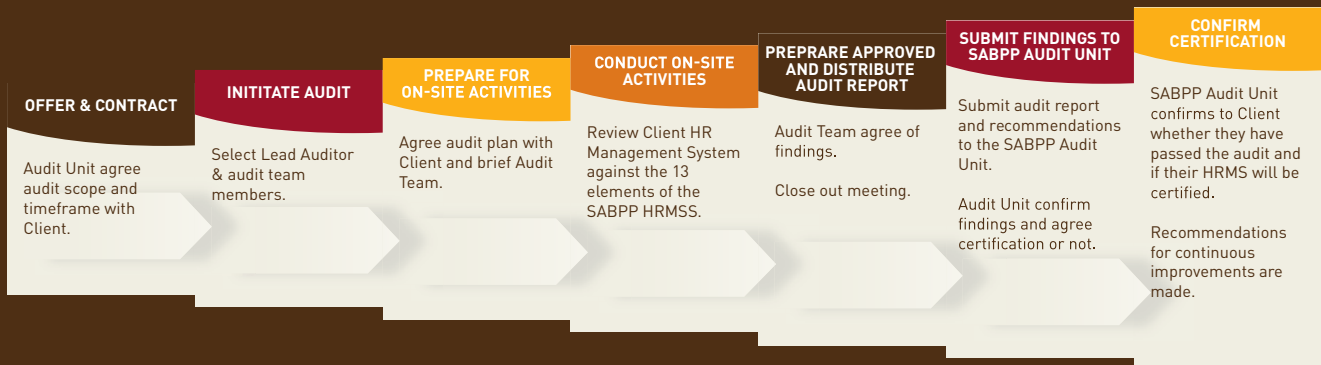 OFFER & CONTRACT
Audit Unit agree
audit scope and
timeframe with
Client.
INITITATE AUDIT
Select Lead Auditor
& audit team
members.
PREPARE FOR
ON-SITE ACTIVITIES
Agree audit plan with
Client and brief Audit
Team.
CONDUCT ON-SITE
ACTIVITIES
Review Client HR
Management System
against the 13
elements of the
SABPP HRMSS.
PREPRARE APPROVED
AND DISTRIBUTE
AUDIT REPORT
Audit Team agree of
findings.
Close out meeting.
SUBMIT FINDINGS TO
SABPP AUDIT UNIT
Submit audit report
and recommendations
to the SABPP Audit
Unit.
Audit Unit confirm
findings and agree
certification or not.
CONFIRM
CERTIFICATION
SABPP Audit Unit
confirms to Client
whether they have
passed the audit and
if their HRMS will be
certified.
Recommendations
for continuous
improvements are
made.